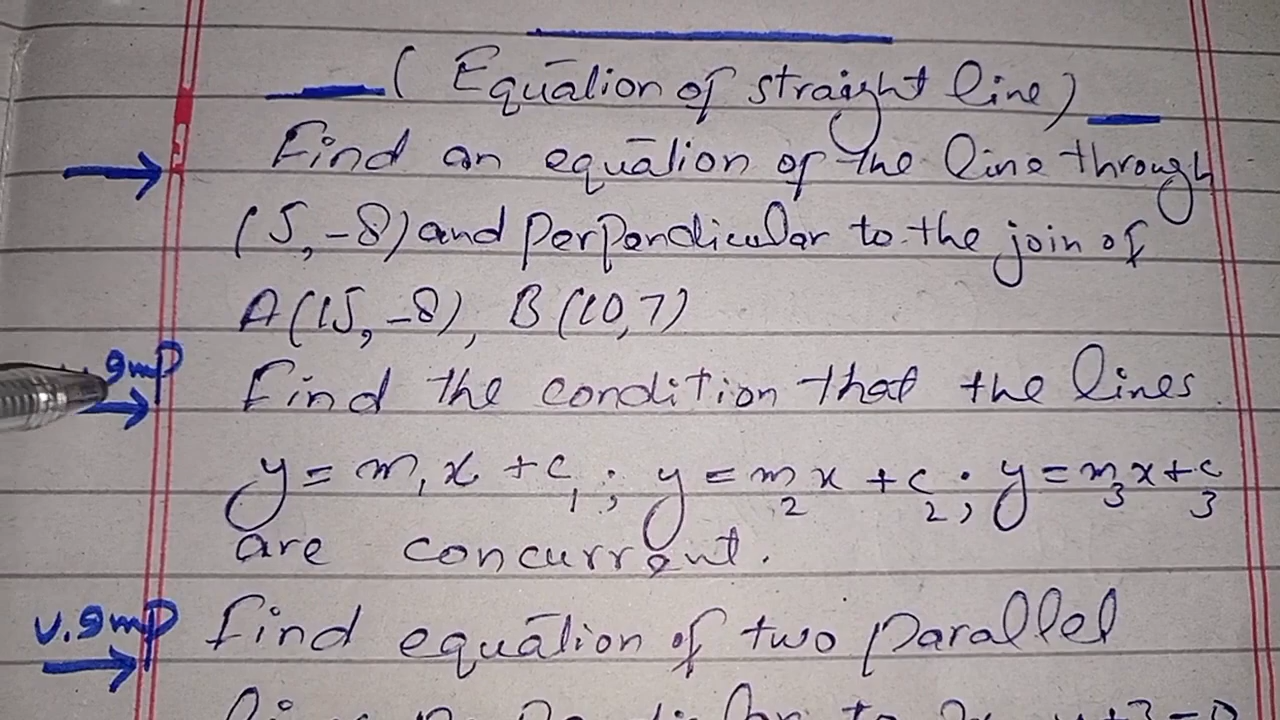 ( Equation of straight line)
Find an equation of the line through
(5,-8) and perpendicular to the join of
A(15,-8), B(10,7)
Imp
Find the condition that the lines
y = m₁x + c₁ ; y = m₂x + c₂ ; y = m₃x + c₃
are concurrent.
V.Imp
find equation of two parallel
to